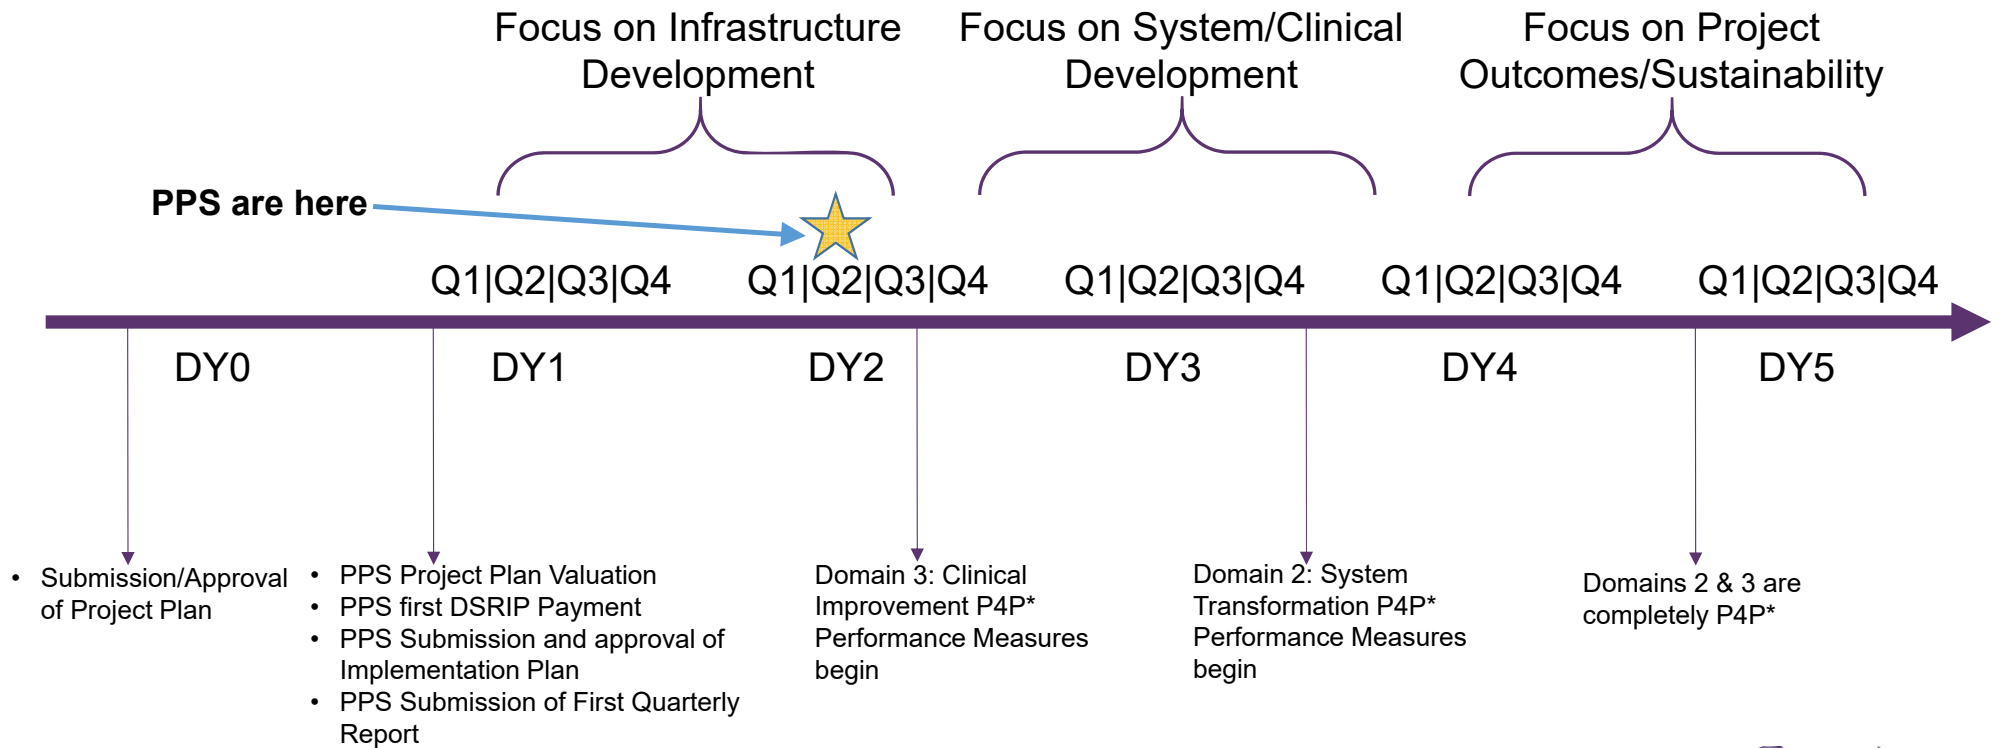 Focus on Infrastructure
Development
Focus on System/Clinical
Development
Focus on Project
Outcomes/Sustainability
PPS are here
Q1|Q2|Q3|Q4
Q1|Q2|Q3|Q4
Q1|Q2|Q3|Q4
Q1|Q2|Q3|Q4
Q1|Q2|Q3|Q4
DY0
DY1
DY2
DY3
DY4
DY5
• Submission/Approval
of Project Plan
• PPS Project Plan Valuation
• PPS first DSRIP Payment
• PPS Submission and approval of
Implementation Plan
• PPS Submission of First Quarterly
Report
Domain 3: Clinical
Improvement P4P*
Performance Measures
begin
Domain 2: System
Transformation P4P*
Performance Measures
begin
Domains 2 & 3 are
completely P4P*